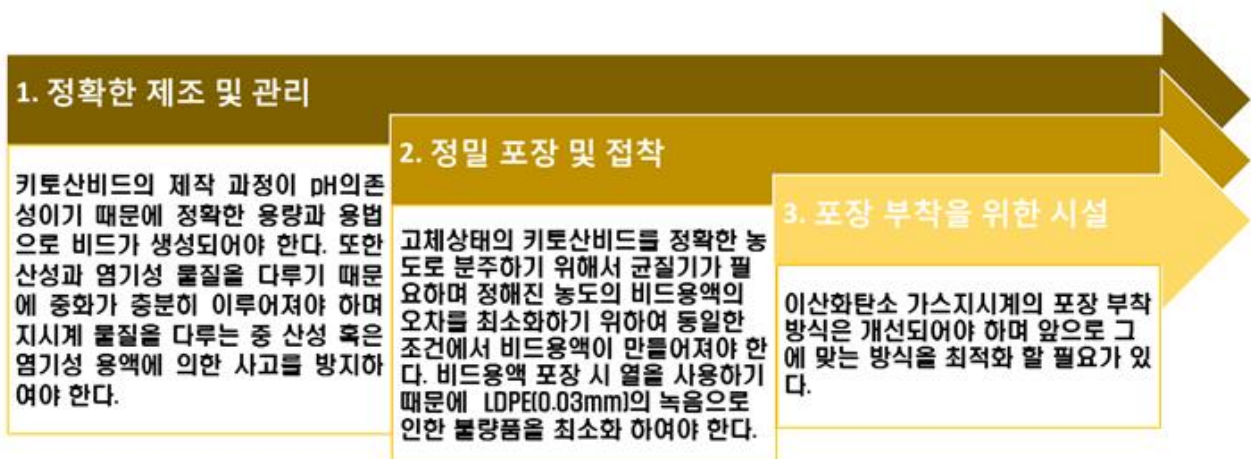 1. 정확한 제조 및 관리
키토산비드의 제작 과정이 pH의존
성이기 때문에 정확한 용량과 용법
으로 비드가 생성되어야 한다. 또한
산성과 염기성 물질을 다루기 때문
에 중화가 충분히 이루어져야 하며
지시계 물질을 다루는 중 산성 혹은
염기성 용액에 의한 사고를 방지하
여야 한다.
2. 정밀 포장 및 접착
고체상태의 키토산비드를 정확한 농
도로 분주하기 위해서 균질기가 필
요하며 정해진 농도의 비드용액의
오차를 최소화하기 위하여 동일한
조건에서 비드용액이 만들어져야 한
다. 비드용액 포장 시 열을 사용하기
때문에 LDPE(0.03mm)의 녹음으로
인한 불량품을 최소화 하여야 한다.
3. 포장 부착을 위한 시설
이산화탄소 가스지시계의 포장 부착
방식은 개선되어야 하며 앞으로 그
에 맞는 방식을 최적화 할 필요가 있
다.